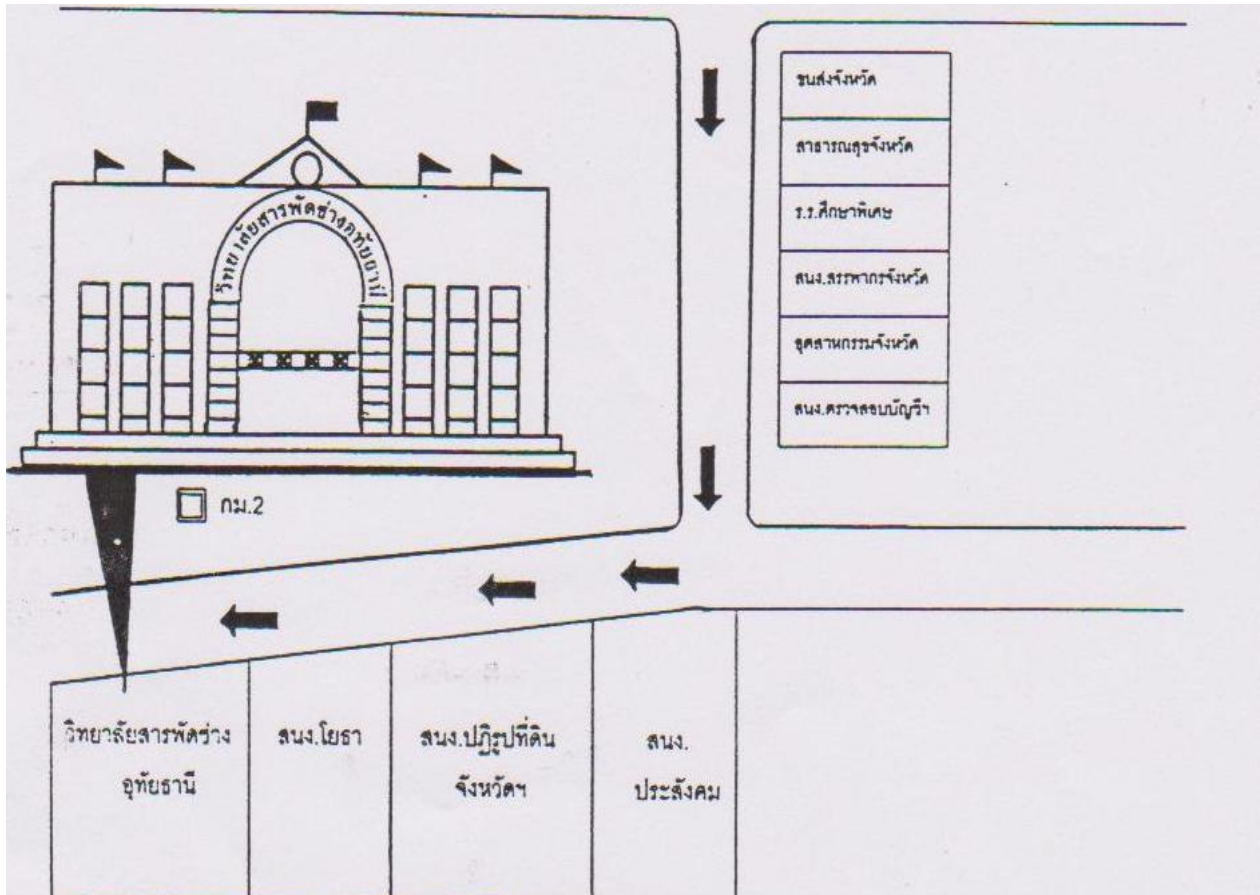 วิทยาลัยสารพัดช่างอุทัยธานี
กม.2
ขนส่งจังหวัด
สาธารณสุขจังหวัด
ร.ร.ศึกษาพิเศษ
สนง.สรรพากรจังหวัด
อุตสาหกรรมจังหวัด
สนง.ตรวจสอบบัญชีฯ
วิทยาลัยสารพัดช่าง
อุทัยธานี
สนง.โยธา
สนง.ปฏิรูปที่ดิน
จังหวัดฯ
สนง.
ประสังคม